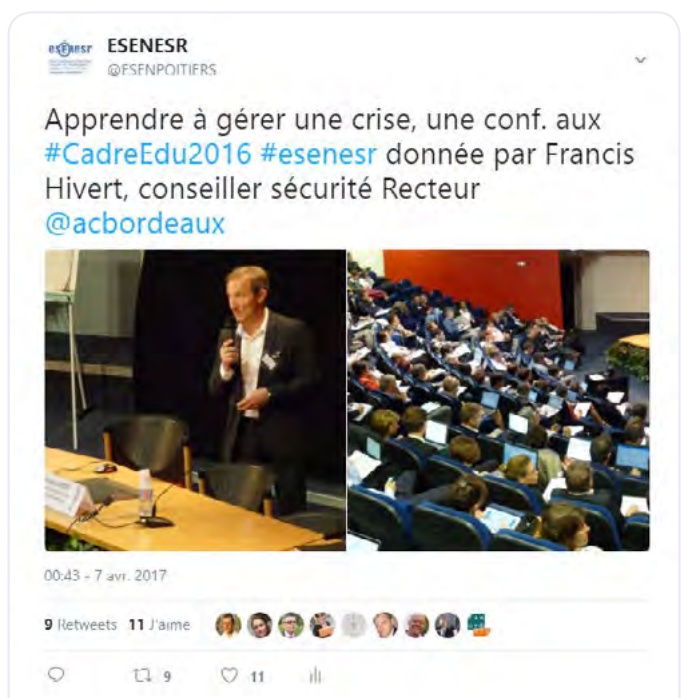 ESENESR
@ESENPOITIERS
Apprendre à gérer une crise, une conf. aux
#CadreEdu2016 #esenesr donnée par Francis
Hivert, conseiller sécurité Recteur
@acbordeaux
00:43 - 7 avr. 2017
9 Retweets 11 J'aime
9 11